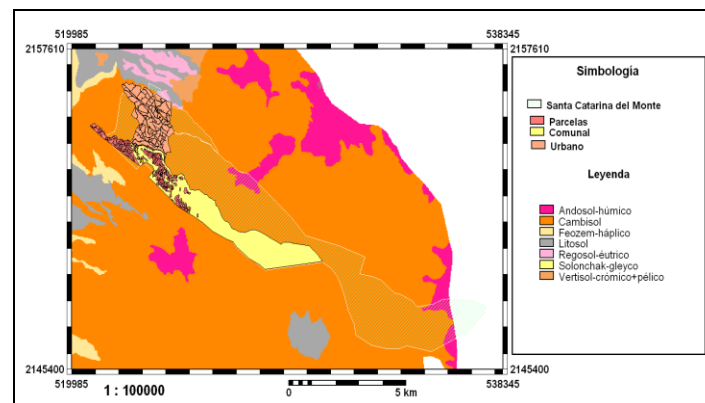 519985 538345
2157610 2157610
Simbologia
Santa Catarina del Monte
Parcelas
Comunal
Urbano
Leyenda
Andosol-húmico
Cambisol
Feozem-háplico
Litosol
Regosol-éutrico
Solonchak-gleyco
Vertisol-crómico+pélico
2145400 2145400
519985 538345
1 : 100000
0 5 km